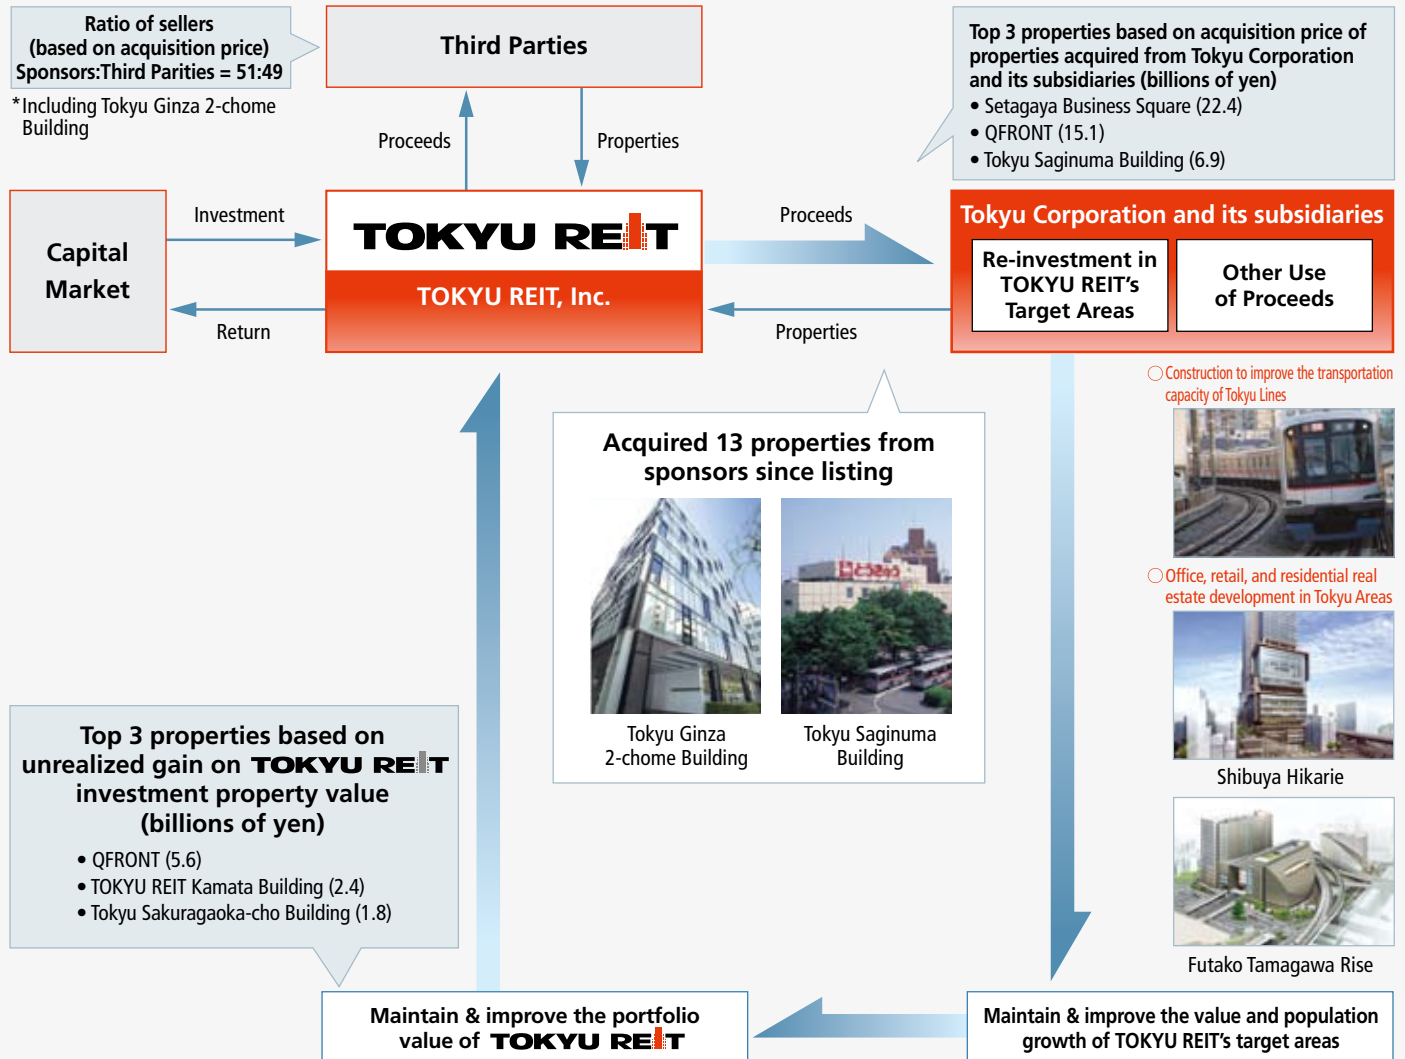 Ratio of sellers
(based on acquisition price)
Sponsors:Third Parities = 51:49
*Including Tokyu Ginza 2-chome
Building
Third Parties
Top 3 properties based on acquisition price of
properties acquired from Tokyu Corporation
and its subsidiaries (billions of yen)
• Setagaya Business Square (22.4)
• QFRONT (15.1)
• Tokyu Saginuma Building (6.9)
Proceeds
Properties
Capital
Market
Investment
Return
TOKYU REIT
TOKYU REIT, Inc.
Proceeds
Properties
Tokyu Corporation and its subsidiaries
Re-investment in
TOKYU REIT's
Target Areas
Other Use
of Proceeds
○Construction to improve the transportation
capacity of Tokyu Lines
○Office, retail, and residential real
estate development in Tokyu Areas
Shibuya Hikarie
Futako Tamagawa Rise
Acquired 13 properties from
sponsors since listing
Tokyu Ginza
2-chome Building
Tokyu Saginuma
Building
Top 3 properties based on
unrealized gain on TOKYU REIT
investment property value
(billions of yen)
• QFRONT (5.6)
• TOKYU REIT Kamata Building (2.4)
• Tokyu Sakuragaoka-cho Building (1.8)
Maintain & improve the portfolio
value of TOKYU REIT
Maintain & improve the value and population
growth of TOKYU REIT's target areas